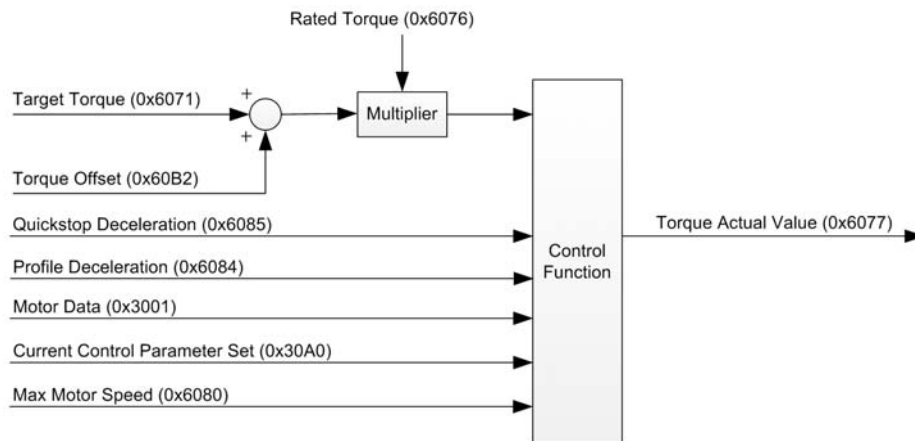 Rated Torque (0x6076)
Target Torque (0x6071)
+
Multiplier
+
Torque Offset (0x60B2)
Quickstop Deceleration (0x6085)
Torque Actual Value (0x6077)
Control
Function
Profile Deceleration (0x6084)
Motor Data (0x3001)
Current Control Parameter Set (0x30A0)
Max Motor Speed (0x6080)